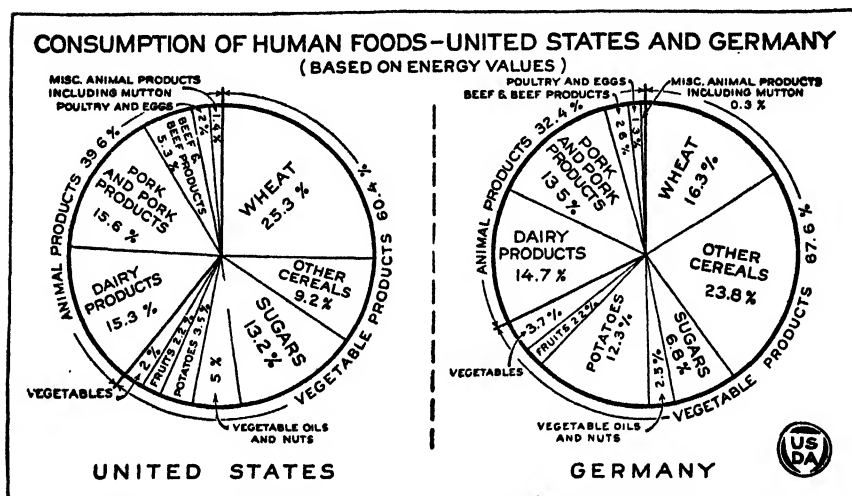 CONSUMPTION OF HUMAN FOODS–UNITED STATES AND GERMANY
(BASED ON ENERGY VALUES)
MISC. ANIMAL PRODUCTS
INCLUDING MUTTON
POULTRY AND EGGS
1.4%
2%
BEEF &
BEEF PRODUCTS
5.3%
ANIMAL PRODUCTS 39.6%
PORK
AND PORK
PRODUCTS
15.6 %
DAIRY
PRODUCTS
15.3%
VEGETABLES
2 %
FRUITS 2.2%
POTATOES 3.5%
5%
VEGETABLE OILS
AND NUTS
SUGARS
13.2%
OTHER
CEREALS
9.2%
WHEAT
25.3%
VEGETABLE PRODUCTS 60.4 %
UNITED STATES
POULTRY AND EGGS
BEEF & BEEF PRODUCTS
MISC. ANIMAL PRODUCTS
INCLUDING MUTTON
0.3 %
2.6 %
1.3 %
ANIMAL PRODUCTS 32.4%
PORK
AND PORK
PRODUCTS
13.5%
DAIRY
PRODUCTS
14.7%
3.7%
VEGETABLES
FRUITS 2.2%
POTATOES
12.3%
2.5%
VEGETABLE OILS
AND NUTS
SUGARS
6.8%
OTHER
CEREALS
23.8%
WHEAT
16.3%
VEGETABLE PRODUCTS 67.6 %
GERMANY
US
DA